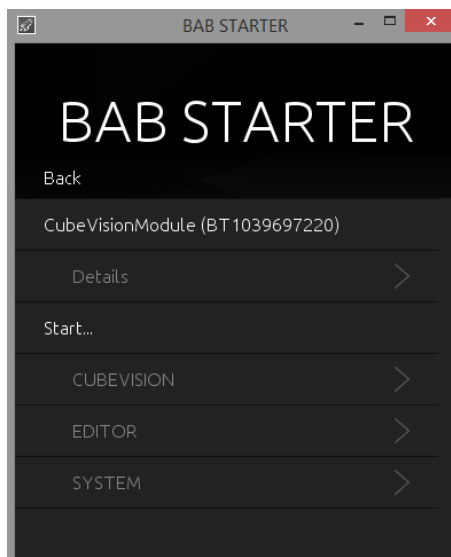 BAB STARTER
BAB STARTER
Back
CubeVisionModule (BT1039697220)
Details
Start...
CUBEVISION
EDITOR
SYSTEM